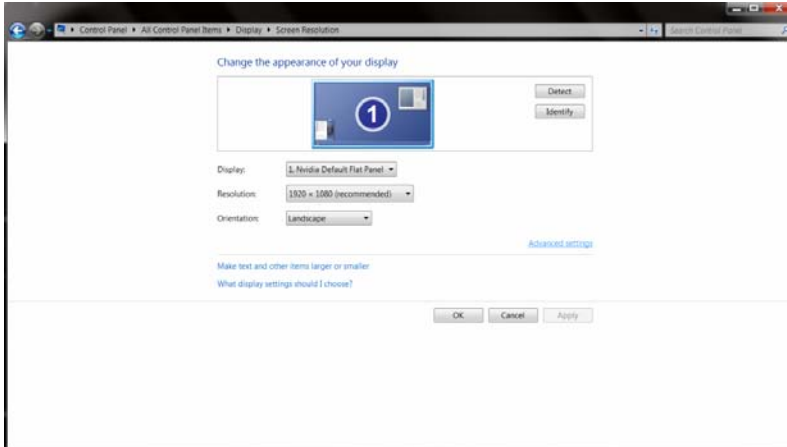 Control Panel ▸ All Control Panel Items ▸ Display ▸ Screen Resolution
Search Control Panel
Change the appearance of your display
1
Detect
Identify
Display: 1. Nvidia Default Flat Panel
Resolution: 1920 × 1080 (recommended)
Orientation: Landscape
Advanced settings
Make text and other items larger or smaller
What display settings should I choose?
OK Cancel Apply